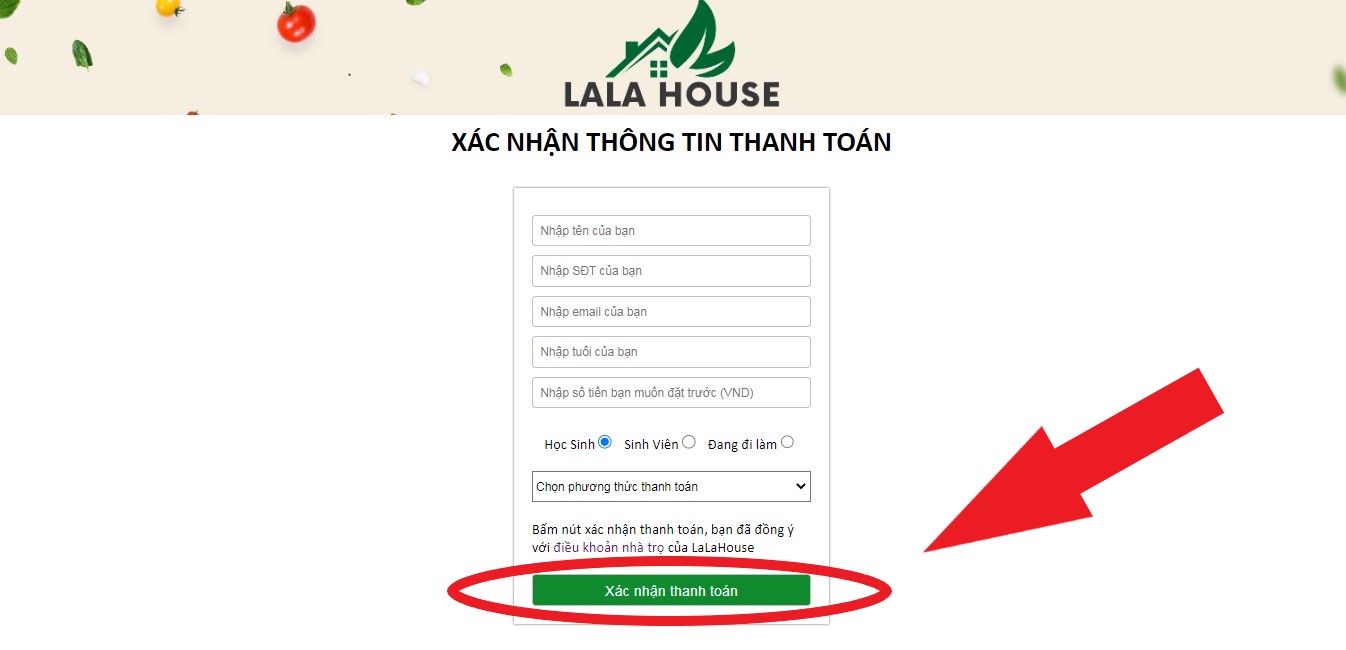 LALA HOUSE
XÁC NHẬN THÔNG TIN THANH TOÁN
Nhập tên của bạn
Nhập SĐT của bạn
Nhập email của bạn
Nhập tuổi của bạn
Nhập số tiền bạn muốn đặt trước (VND)
Học Sinh Sinh Viên Đang đi làm
Chọn phương thức thanh toán
Bấm nút xác nhận thanh toán, bạn đã đồng ý
với điều khoản nhà trọ của LaLaHouse
Xác nhận thanh toán